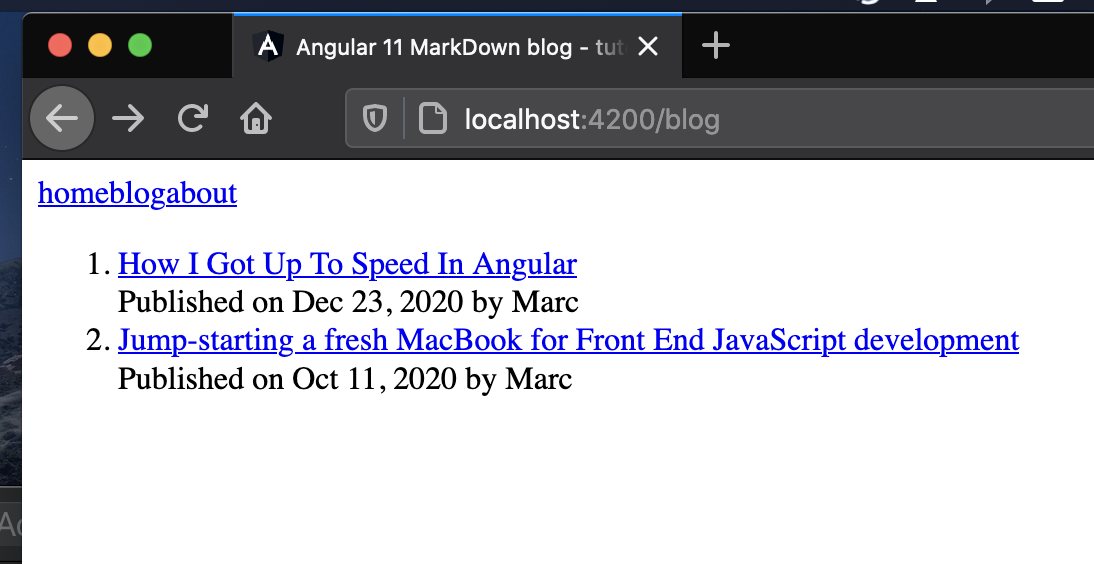 Angular 11 MarkDown blog - tut
localhost:4200/blog
homeblogabout
1. How I Got Up To Speed In Angular
Published on Dec 23, 2020 by Marc
2. Jump-starting a fresh MacBook for Front End JavaScript development
Published on Oct 11, 2020 by Marc